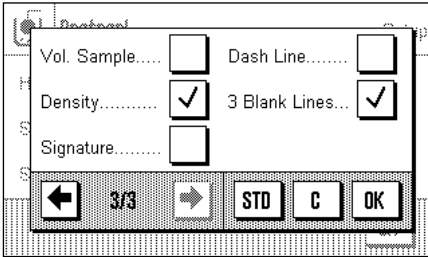 Vol. Sample..... Dash Line........
Density........... 3 Blank Lines...
Signature.........
3/3 STD C OK